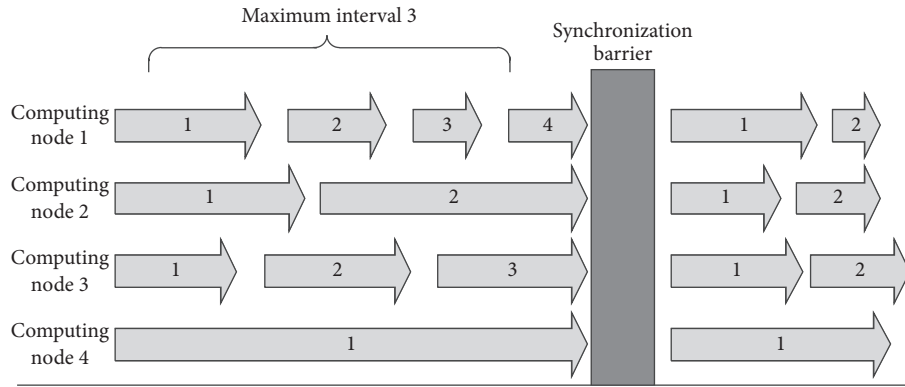 Maximum interval 3
Synchronization
barrier
Computing
node 1
1 2 3 4 1 2
Computing
node 2
1 2 1 2
Computing
node 3
1 2 3 1 2
Computing
node 4
1 1